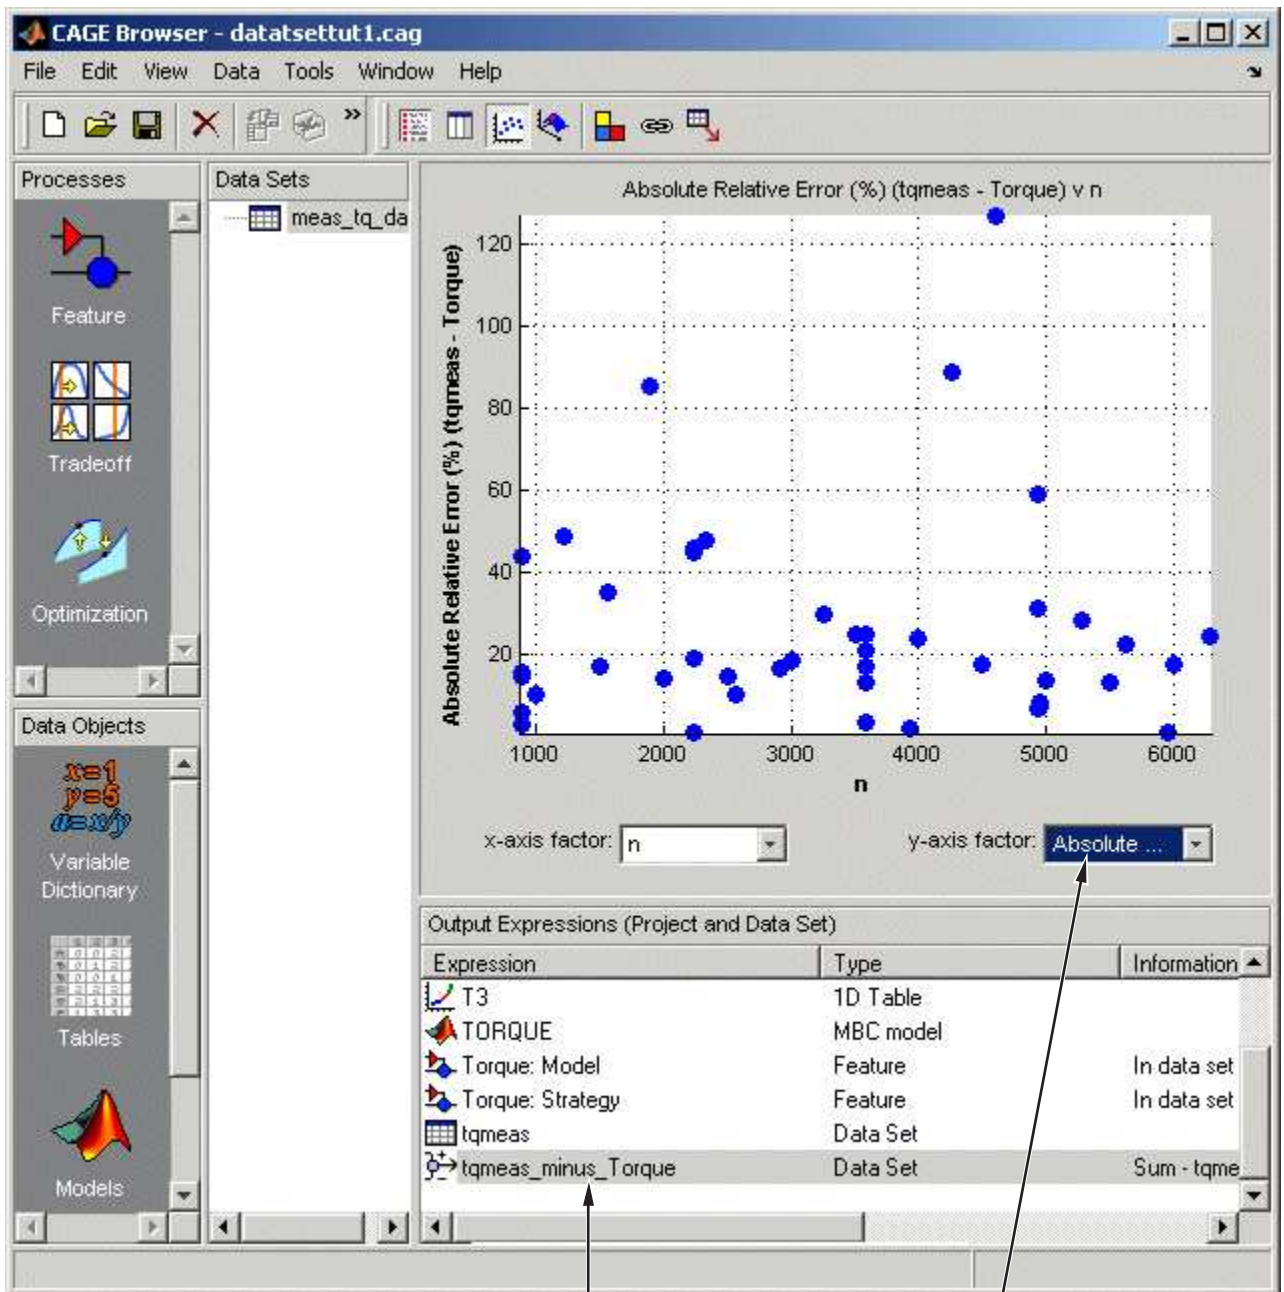 CAGE Browser - datatsettut1.cag
File Edit View Data Tools Window Help
Processes
Feature
Tradeoff
Optimization
Data Objects
x=1
y=5
a=x/y
Variable
Dictionary
Tables
Models
Data Sets
meas_tq_da
Absolute Relative Error (%) (tqmeas - Torque) v n
Absolute Relative Error (%) (tqmeas - Torque)
120
100
80
60
40
20
1000 2000 3000 4000 5000 6000
n
x-axis factor: n y-axis factor: Absolute ...
Output Expressions (Project and Data Set)
Expression Type Information
T3 1D Table
TORQUE MBC model
Torque: Model Feature In data set
Torque: Strategy Feature In data set
tqmeas Data Set
tqmeas_minus_Torque Data Set Sum - tqme